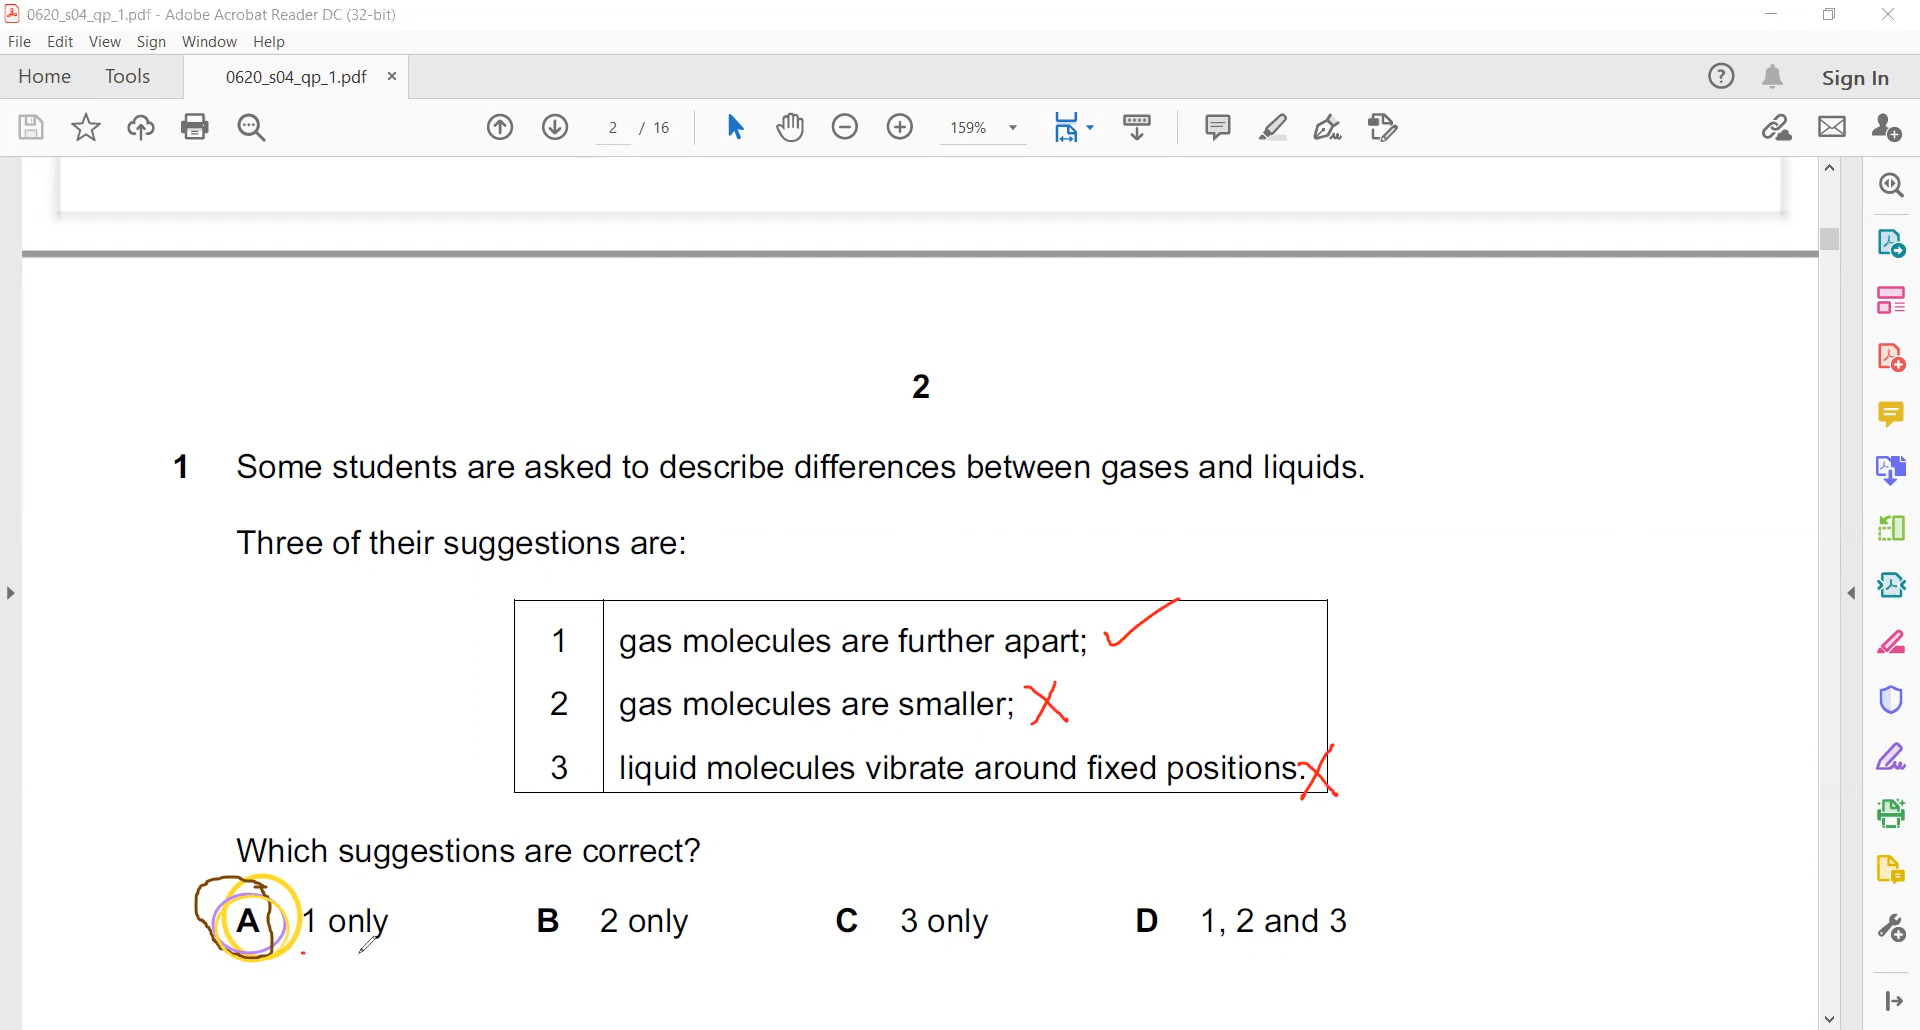 0620_s04_qp_1.pdf - Adobe Acrobat Reader DC (32-bit)
File Edit View Sign Window Help
Home Tools 0620_s04_qp_1.pdf × Sign In
2 / 16 159%
2
1 Some students are asked to describe differences between gases and liquids.
Three of their suggestions are:
1 gas molecules are further apart;
2 gas molecules are smaller;
3 liquid molecules vibrate around fixed positions.
Which suggestions are correct?
A 1 only B 2 only C 3 only D 1, 2 and 3